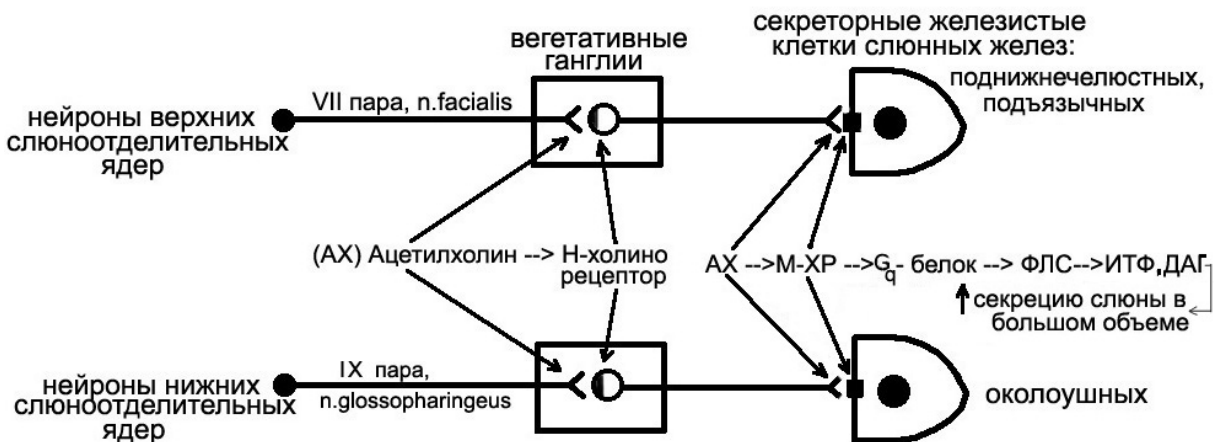 вегетативные
ганглии
секреторные железистые
клетки слюнных желез:
поднижнечелюстных,
подъязычных
VII пара, n.facialis
нейроны верхних
слюноотделительных
ядер
(АХ) Ацетилхолин --> Н-холино
рецептор
АХ -->М-ХР -->Gq- белок --> ФЛС-->ИТФ,ДАГ
секрецию слюны в
большом объеме
IX пара,
n.glossopharingeus
нейроны нижних
слюноотделительных
ядер
околоушных